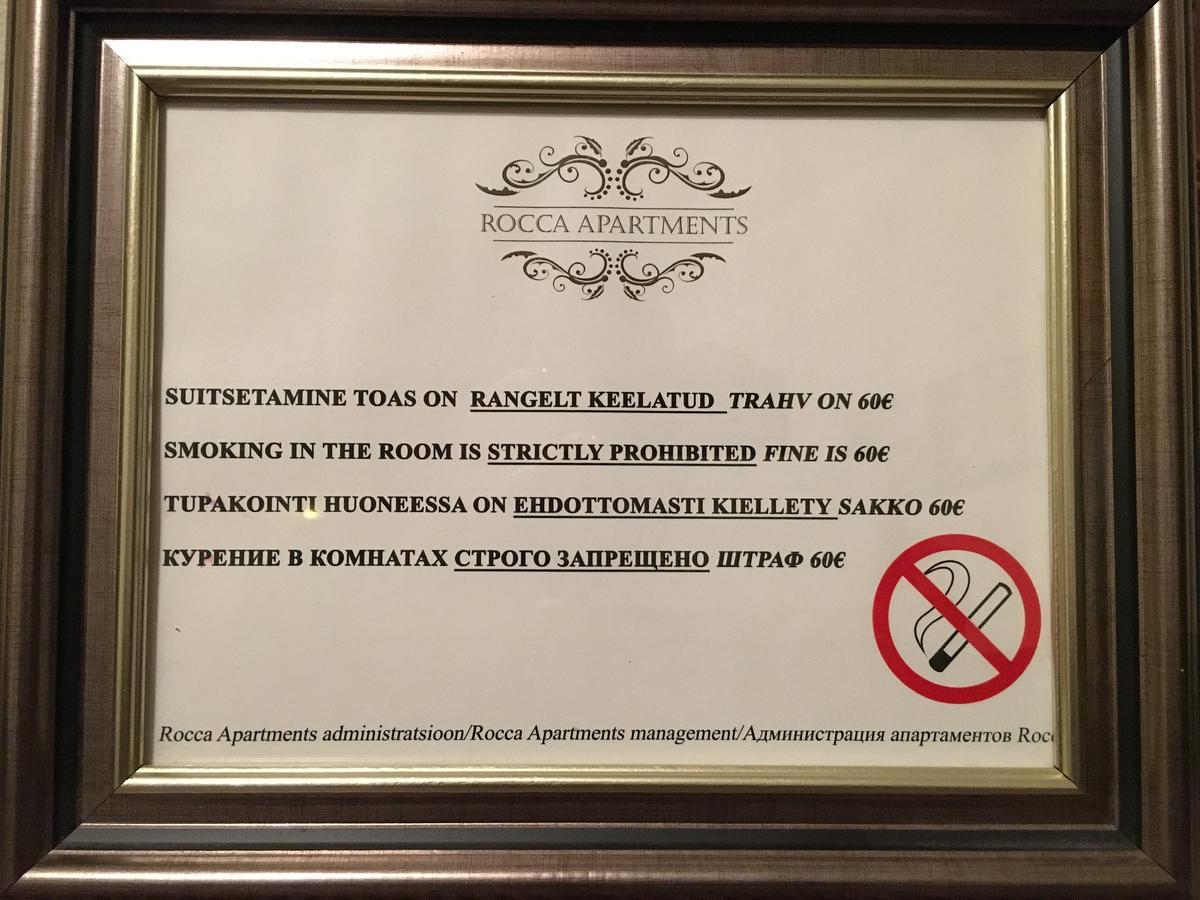 ROCCA APARTMENTS
SUITSETAMINE TOAS ON RANGELT KEELATUD TRAHV ON 60€
SMOKING IN THE ROOM IS STRICTLY PROHIBITED FINE IS 60€
TUPAKOINTI HUONEESSA ON EHDOTTOMASTI KIELLETY SAKKO 60€
КУРЕНИЕ В КОМНАТАХ СТРОГО ЗАПРЕЩЕНО ШТРАФ 60€
Rocca Apartments administratsioon/Rocca Apartments management/Администрация апартаментов